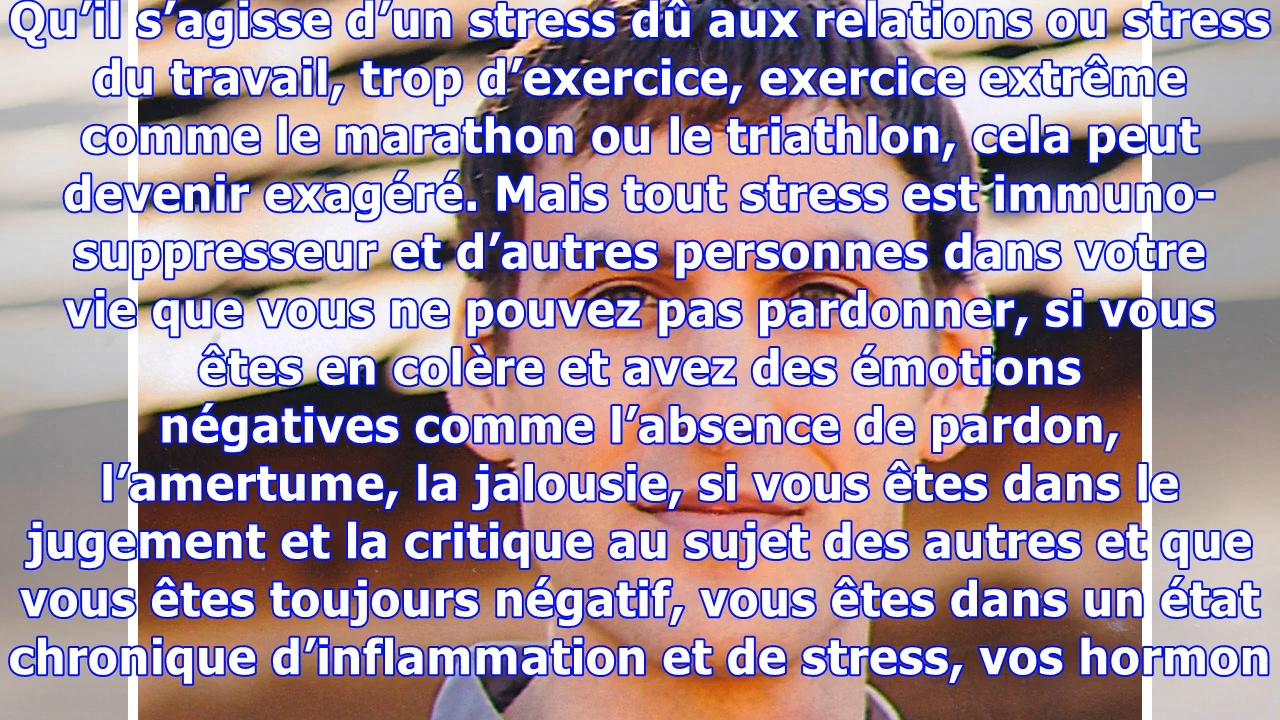 Qu’il s’agisse d’un stress dû aux relations ou stress
du travail, trop d’exercice, exercice extrême
comme le marathon ou le triathlon, cela peut
devenir exagéré. Mais tout stress est immuno-
suppresseur et d’autres personnes dans votre
vie que vous ne pouvez pas pardonner, si vous
êtes en colère et avez des émotions
négatives comme l’absence de pardon,
l’amertume, la jalousie, si vous êtes dans le
jugement et la critique au sujet des autres et que
vous êtes toujours négatif, vous êtes dans un état
chronique d’inflammation et de stress, vos hormon